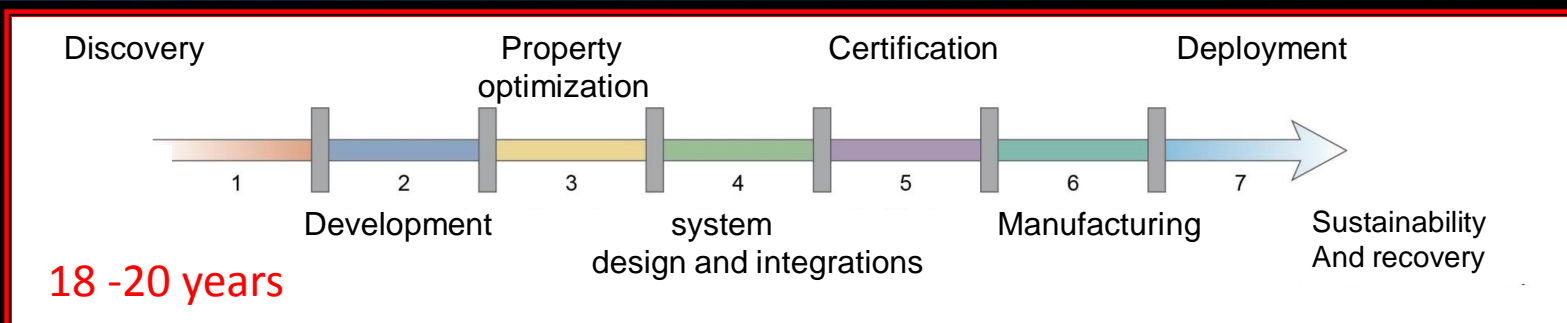 Discovery
Property
optimization
Certification
Deployment
1
2
3
4
5
6
7
Development
system
design and integrations
Manufacturing
Sustainability
And recovery
18 -20 years